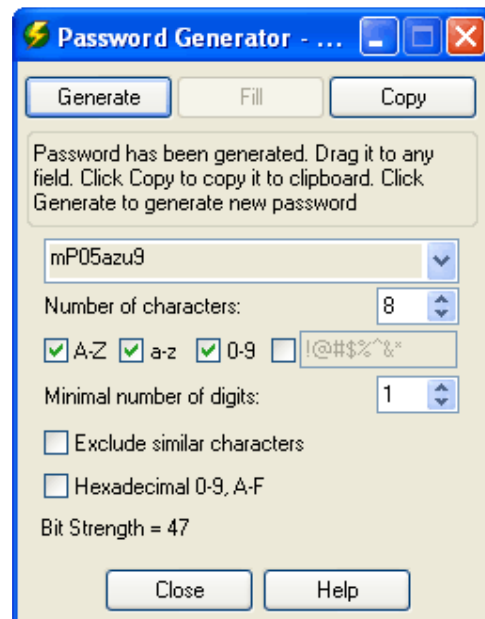 Password Generator - ...
Generate Fill Copy
Password has been generated. Drag it to any
field. Click Copy to copy it to clipboard. Click
Generate to generate new password
mP05azu9
Number of characters: 8
A-Z a-z 0-9 !@#$%^&*
Minimal number of digits: 1
Exclude similar characters
Hexadecimal 0-9, A-F
Bit Strength = 47
Close Help